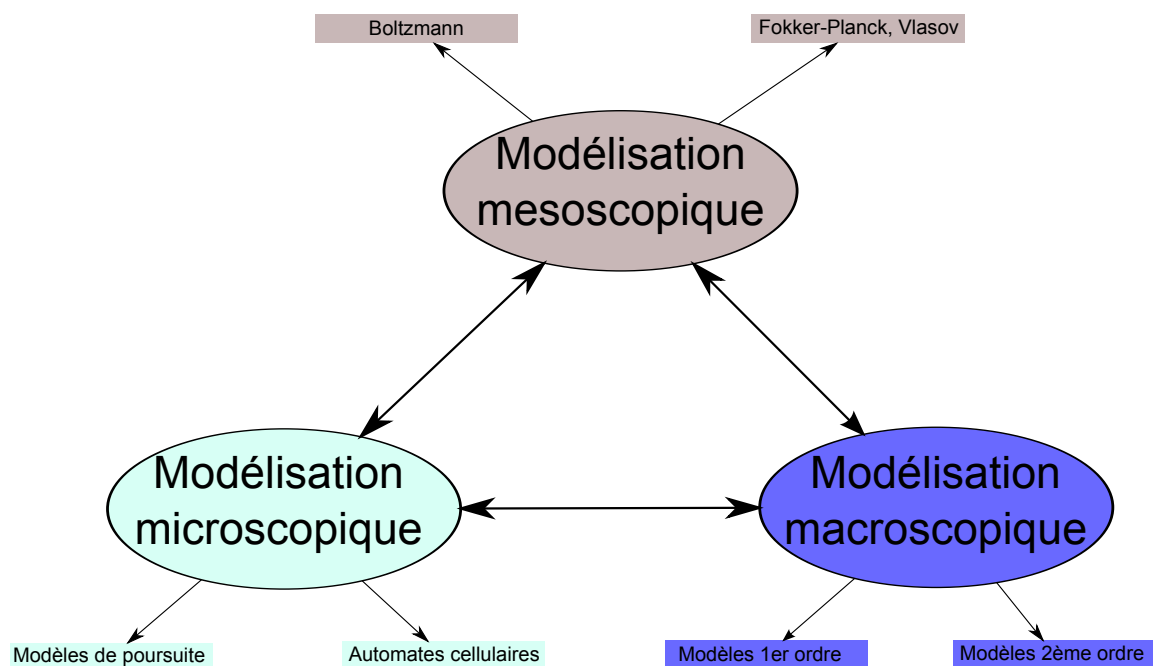 Boltzmann
Fokker-Planck, Vlasov
Modélisation
mesoscopique
Modélisation
microscopique
Modélisation
macroscopique
Modèles de poursuite
Automates cellulaires
Modèles 1er ordre
Modèles 2ème ordre